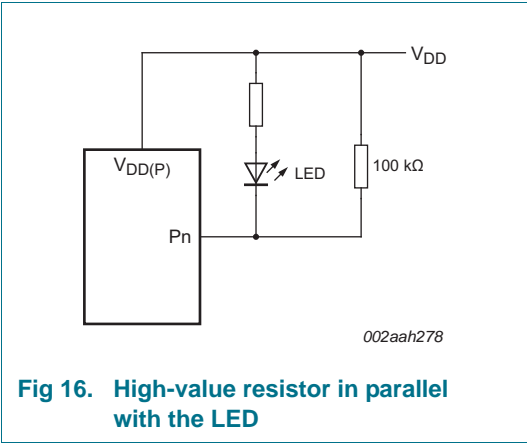 VDD
VDD(P)
LED
100 kΩ
Pn
002aah278
Fig 16. High-value resistor in parallel
with the LED